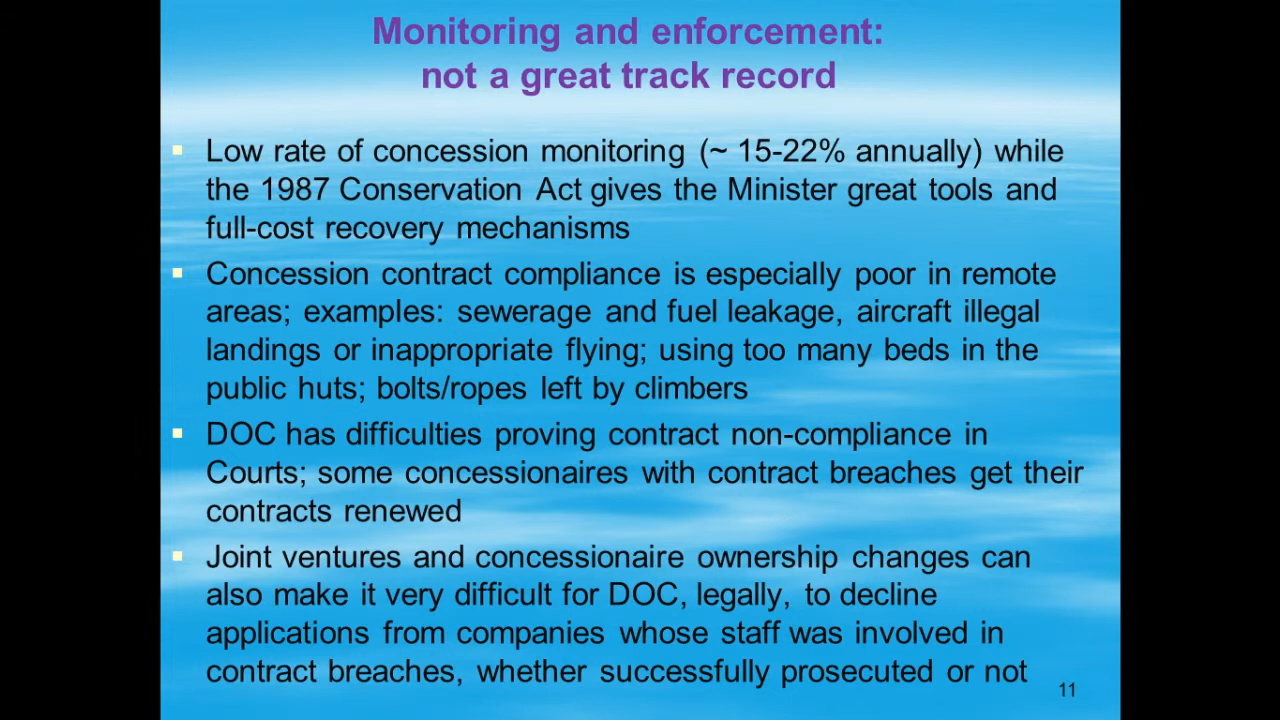 Monitoring and enforcement:
not a great track record
Low rate of concession monitoring (~ 15-22% annually) while
the 1987 Conservation Act gives the Minister great tools and
full-cost recovery mechanisms
Concession contract compliance is especially poor in remote
areas; examples: sewerage and fuel leakage, aircraft illegal
landings or inappropriate flying; using too many beds in the
public huts; bolts/ropes left by climbers
DOC has difficulties proving contract non-compliance in
Courts; some concessionaires with contract breaches get their
contracts renewed
Joint ventures and concessionaire ownership changes can
also make it very difficult for DOC, legally, to decline
applications from companies whose staff was involved in
contract breaches, whether successfully prosecuted or not
11